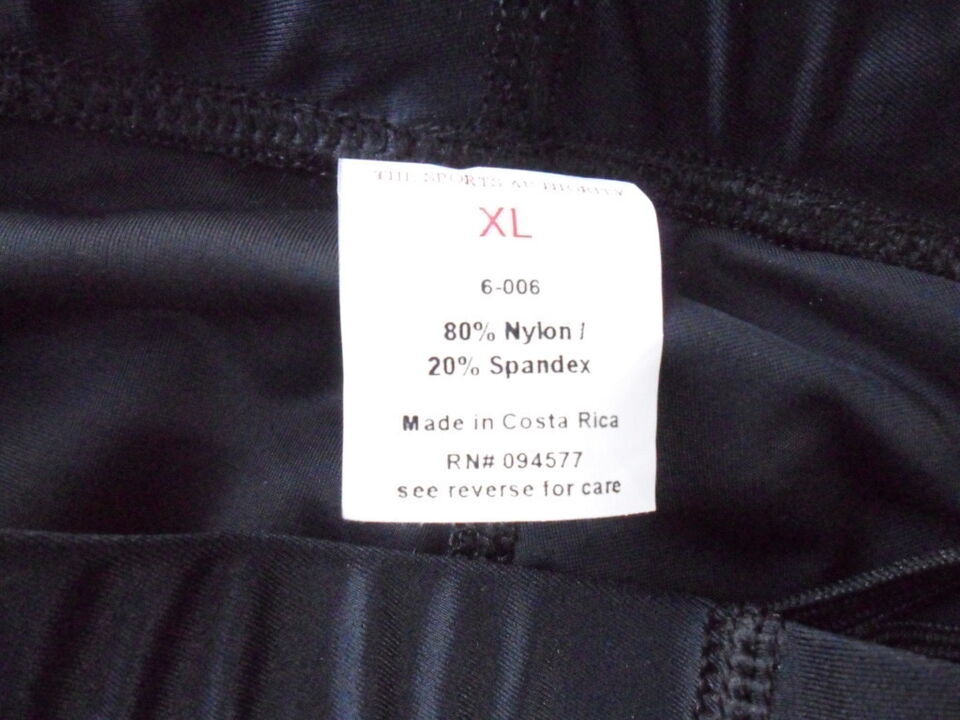 THE SPORTS AUTHORITY
XL
6-006
80% Nylon /
20% Spandex
Made in Costa Rica
RN# 094577
see reverse for care